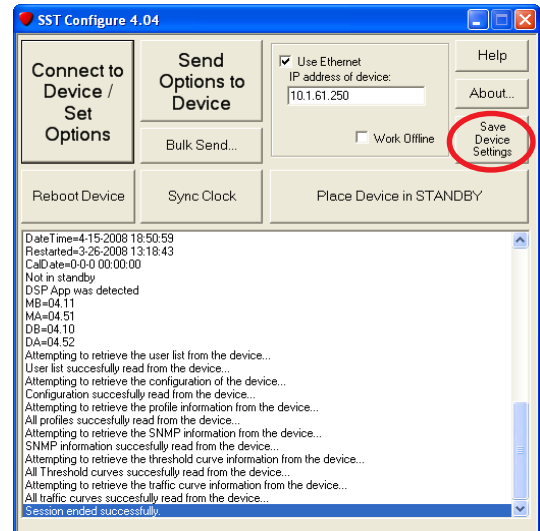 SST Configure 4.04
Connect to
Device /
Set
Options
Send
Options to
Device
Bulk Send...
Use Ethernet
IP address of device:
10.1.61.250
Work Offline
Help
About...
Save
Device
Settings
Reboot Device
Sync Clock
Place Device in STANDBY
DateTime=4-15-2008 18:50:59
Restarted=3-26-2008 13:18:43
CalDate=0-0-0 00:00:00
Not in standby
DSP App was detected
MB=04.11
MA=04.51
DB=04.10
DA=04.52
Attempting to retrieve the user list from the device...
User list succesfully read from the device...
Attempting to retrieve the configuration of the device...
Configuration succesfully read from the device...
Attempting to retrieve the profile information from the device...
All profiles succesfully read from the device...
Attempting to retrieve the SNMP information from the device...
SNMP information succesfully read from the device...
Attempting to retrieve the threshold curve information from the device...
All Threshold curves succesfully read from the device...
Attempting to retrieve the traffic curve information from the device...
All traffic curves succesfully read from the device...
Session ended successfully.